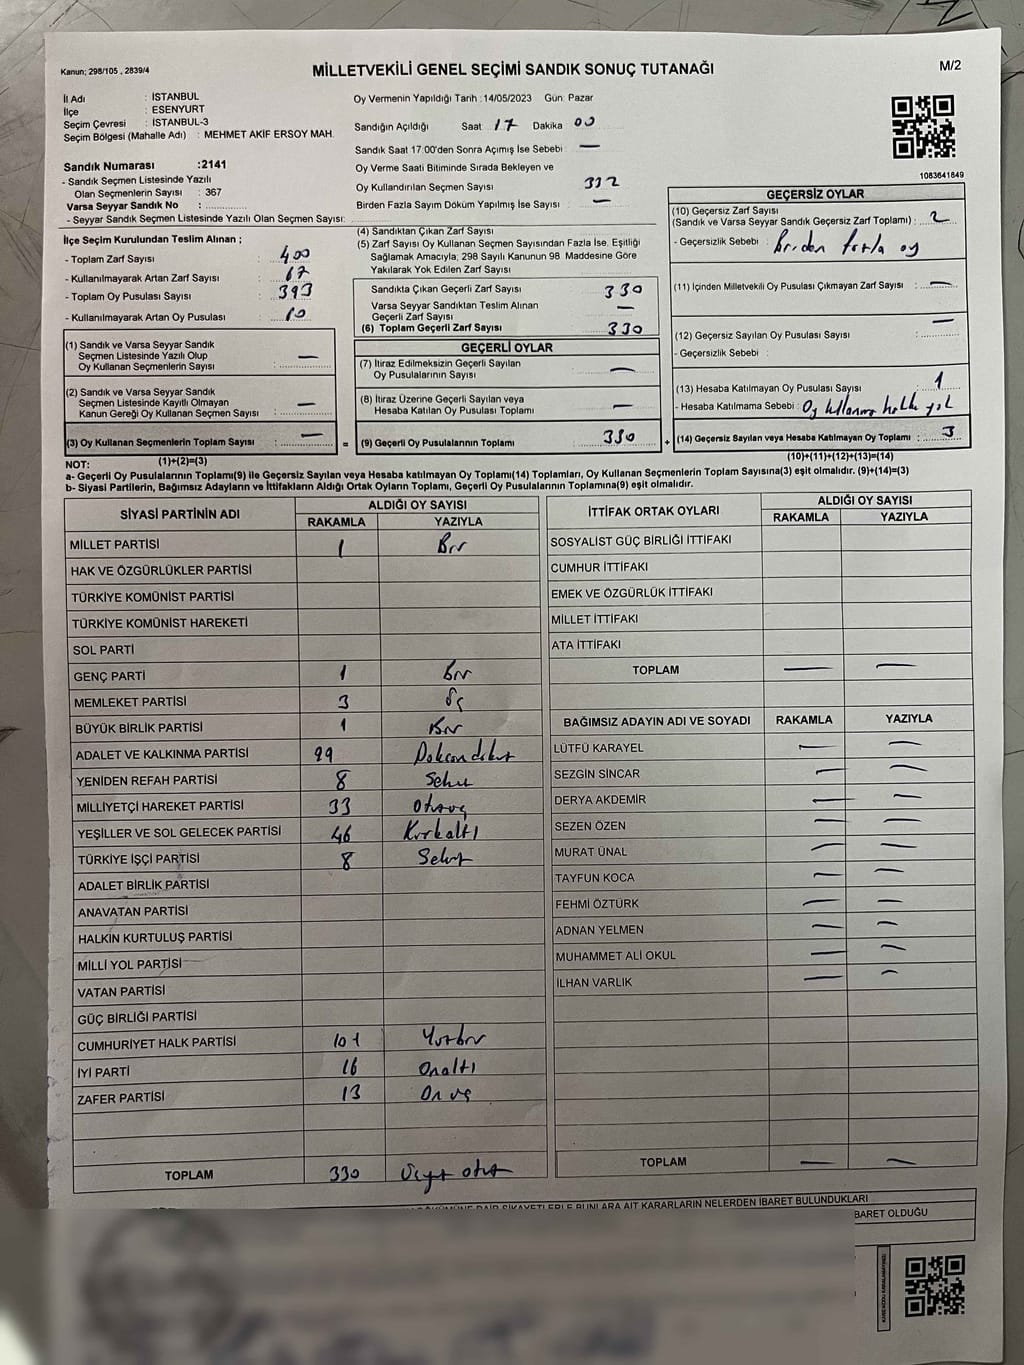 Kanun; 298/105 , 2839/4
MİLLETVEKİLİ GENEL SEÇİMİ SANDIK SONUÇ TUTANAĞI
M/2
İl Adı : İSTANBUL
İlçe : ESENYURT
Seçim Çevresi : İSTANBUL-3
Seçim Bölgesi (Mahalle Adı) : MEHMET AKİF ERSOY MAH.
Sandık Numarası :2141
- Sandık Seçmen Listesinde Yazılı
Olan Seçmenlerin Sayısı : 367
Varsa Seyyar Sandık No :
- Seyyar Sandık Seçmen Listesinde Yazılı Olan Seçmen Sayısı:
Oy Vermenin Yapıldığı Tarih :14/05/2023 Gün: Pazar
Sandığın Açıldığı Saat 17 Dakika 00
Sandık Saat 17:00'den Sonra Açımış İse Sebebi : —
Oy Verme Saati Bitiminde Sırada Bekleyen ve
Oy Kullandırılan Seçmen Sayısı
Birden Fazla Sayım Döküm Yapılmış İse Sayısı : —
1083641849
İlçe Seçim Kurulundan Teslim Alınan ;
- Toplam Zarf Sayısı : 400
- Kullanılmayarak Artan Zarf Sayısı : 67
- Toplam Oy Pusulası Sayısı : 393
- Kullanılmayarak Artan Oy Pusulası : 10
(1) Sandık ve Varsa Seyyar Sandık
Seçmen Listesinde Yazılı Olup
Oy Kullanan Seçmenlerin Sayısı : —
(2) Sandık ve Varsa Seyyar Sandık
Seçmen Listesinde Kayıtlı Olmayan
Kanun Gereği Oy Kullanan Seçmen Sayısı : —
(3) Oy Kullanan Seçmenlerin Toplam Sayısı : — =
(1)+(2)=(3)
(4) Sandıktan Çıkan Zarf Sayısı
(5) Zarf Sayısı Oy Kullanan Seçmen Sayısından Fazla İse, Eşitliği
Sağlamak Amacıyla; 298 Sayılı Kanunun 98 Maddesine Göre
Yakılarak Yok Edilen Zarf Sayısı
Sandıkta Çıkan Geçerli Zarf Sayısı 330
Varsa Seyyar Sandıktan Teslim Alınan
Geçerli Zarf Sayısı —
(6) Toplam Geçerli Zarf Sayısı 330
GEÇERLİ OYLAR
(7) İtiraz Edilmeksizin Geçerli Sayılan
Oy Pusulalarının Sayısı —
(8) İtiraz Üzerine Geçerli Sayılan veya
Hesaba Katılan Oy Pusulası Toplamı —
(9) Geçerli Oy Pusulalarının Toplamı 330 +
GEÇERSİZ OYLAR
(10) Geçersiz Zarf Sayısı
(Sandık ve Varsa Seyyar Sandık Geçersiz Zarf Toplamı) : 2
- Geçersizlik Sebebi : birden fazla oy
(11) İçinden Milletvekili Oy Pusulası Çıkmayan Zarf Sayısı : —
(12) Geçersiz Sayılan Oy Pusulası Sayısı : —
- Geçersizlik Sebebi :
(13) Hesaba Katılmayan Oy Pusulası Sayısı : 1
- Hesaba Katılmama Sebebi : Oy kullanma hakkı yok
(14) Geçersiz Sayılan veya Hesaba Katılmayan Oy Toplamı : 3
(10)+(11)+(12)+(13)=(14)
NOT:
a- Geçerli Oy Pusulalarının Toplamı(9) ile Geçersiz Sayılan veya Hesaba katılmayan Oy Toplamı(14) Toplamları, Oy Kullanan Seçmenlerin Toplam Sayısına(3) eşit olmalıdır. (9)+(14)=(3)
b- Siyasi Partilerin, Bağımsız Adayların ve İttifakların Aldığı Ortak Oyların Toplamı, Geçerli Oy Pusulalarının Toplamına(9) eşit olmalıdır.
SİYASİ PARTİNİN ADI ALDIĞI OY SAYISI
RAKAMLA YAZIYLA
MİLLET PARTİSİ 1 Bir
HAK VE ÖZGÜRLÜKLER PARTİSİ
TÜRKİYE KOMÜNİST PARTİSİ
TÜRKİYE KOMÜNİST HAREKETİ
SOL PARTİ
GENÇ PARTİ 1 Bir
MEMLEKET PARTİSİ 3 Üç
BÜYÜK BİRLİK PARTİSİ 1 Bir
ADALET VE KALKINMA PARTİSİ 99 Doksan dokuz
YENİDEN REFAH PARTİSİ 8 Sekiz
MİLLİYETÇİ HAREKET PARTİSİ 33 Otuzüç
YEŞİLLER VE SOL GELECEK PARTİSİ 46 Kırkaltı
TÜRKİYE İŞÇİ PARTİSİ 8 Sekiz
ADALET BİRLİK PARTİSİ
ANAVATAN PARTİSİ
HALKIN KURTULUŞ PARTİSİ
MİLLİ YOL PARTİSİ
VATAN PARTİSİ
GÜÇ BİRLİĞİ PARTİSİ
CUMHURİYET HALK PARTİSİ 101 Yüzbir
İYİ PARTİ 16 Onaltı
ZAFER PARTİSİ 13 On üç
TOPLAM 330 Üçyüz otuz
İTTİFAK ORTAK OYLARI ALDIĞI OY SAYISI
RAKAMLA YAZIYLA
SOSYALİST GÜÇ BİRLİĞİ İTTİFAKI
CUMHUR İTTİFAKI
EMEK VE ÖZGÜRLÜK İTTİFAKI
MİLLET İTTİFAKI
ATA İTTİFAKI
TOPLAM — —
BAĞIMSIZ ADAYIN ADI VE SOYADI RAKAMLA YAZIYLA
LÜTFÜ KARAYEL — —
SEZGİN SİNCAR — —
DERYA AKDEMİR — —
SEZEN ÖZEN — —
MURAT ÜNAL — —
TAYFUN KOCA — —
FEHMİ ÖZTÜRK — —
ADNAN YELMEN — —
MUHAMMET ALİ OKUL — —
İLHAN VARLIK — —
TOPLAM — —
ŞİKAYETLERLE BUNLARA AİT KARARLARIN NELERDEN İBARET BULUNDUKLARI
BARET OLDUĞU